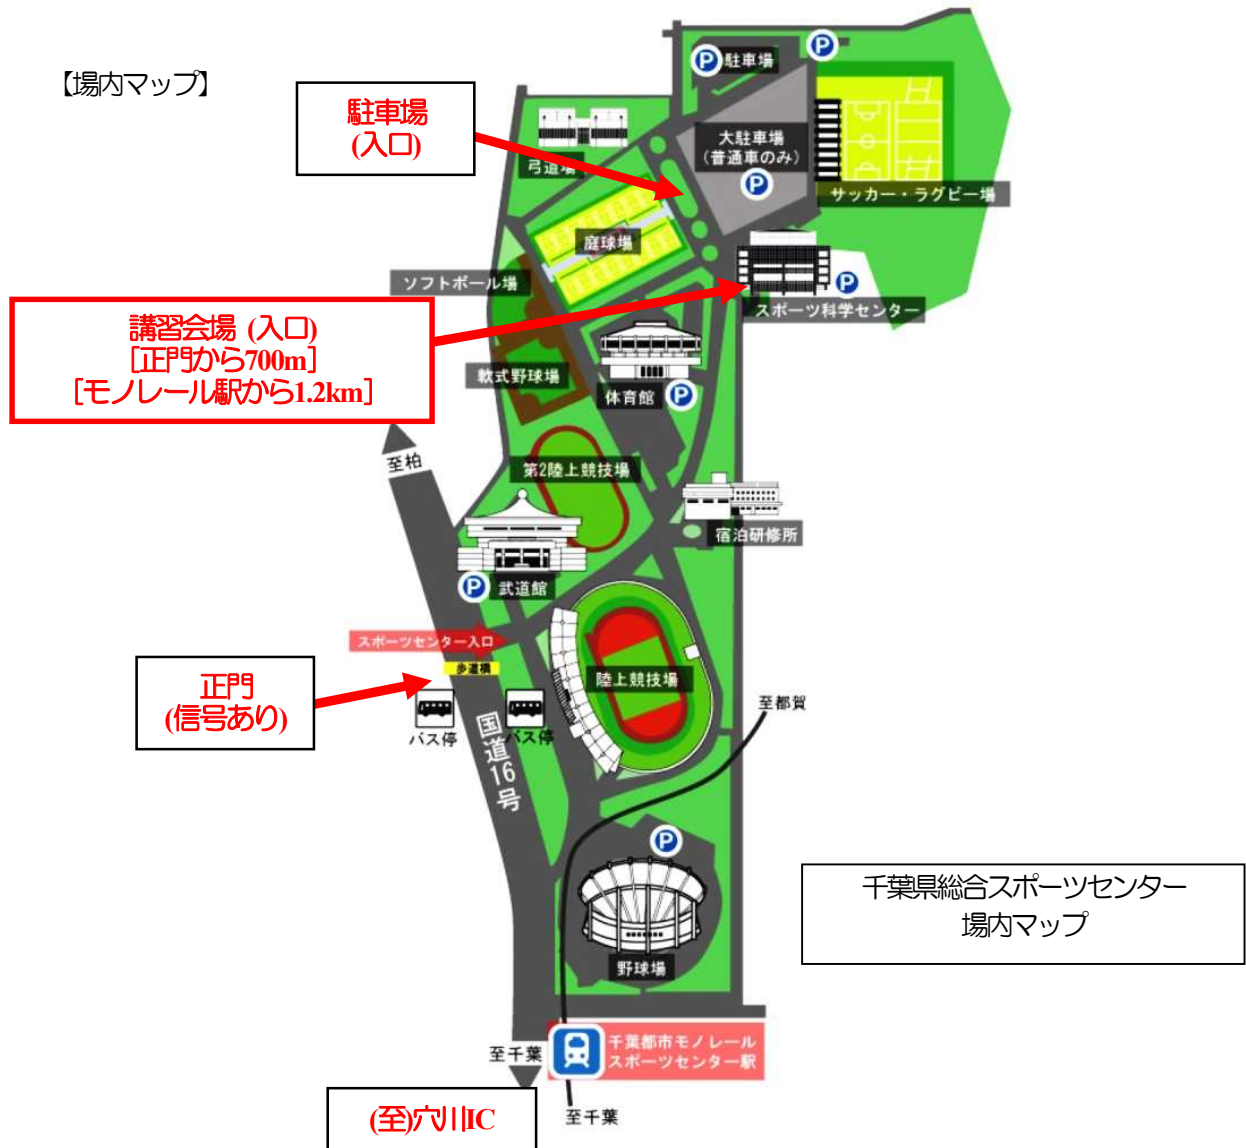 【場内マップ】
駐車場
(入口)
P
駐車場
P
大駐車場
(普通車のみ)
P
弓道場
サッカー・ラグビー場
庭球場
ソフトボール場
P
スポーツ科学センター
講習会場 (入口)
[正門から700m]
[モノレール駅から1.2km]
軟式野球場
体育館
P
至柏
第2陸上競技場
宿泊研修所
P
武道館
スポーツセンター入口
歩道橋
正門
(信号あり)
バス停
バス停
陸上競技場
至都賀
国道16号
P
野球場
千葉県総合スポーツセンター
場内マップ
千葉都市モノレール
スポーツセンター駅
至千葉
至千葉
(至)穴川IC